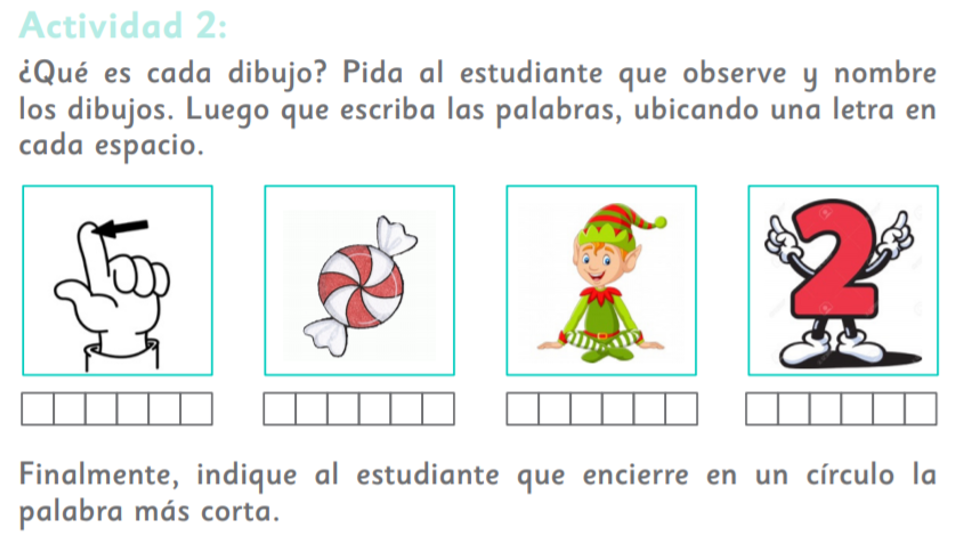 Actividad 2:
¿Qué es cada dibujo? Pida al estudiante que observe y nombre
los dibujos. Luego que escriba las palabras, ubicando una letra en
cada espacio.
2
Finalmente, indique al estudiante que encierre en un círculo la
palabra más corta.